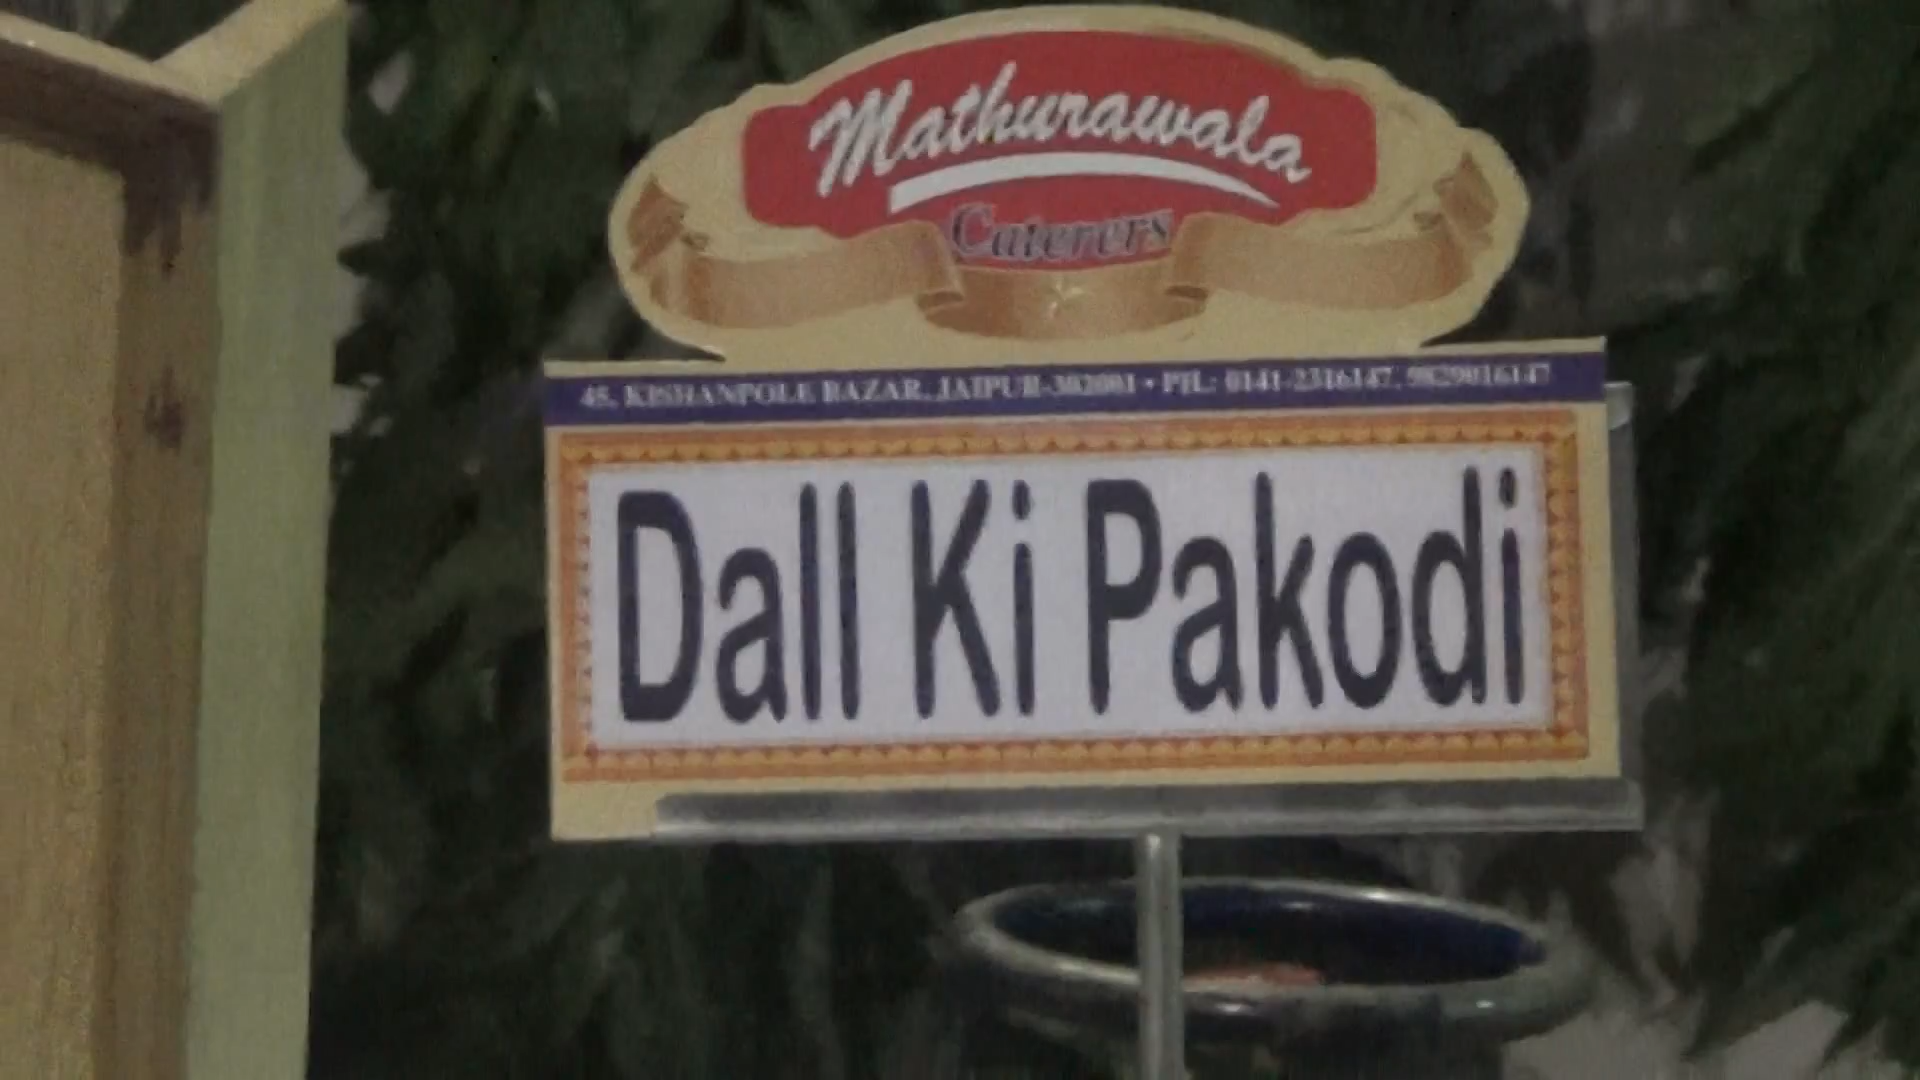 Mathurawala
Caterers
45, KISHANPOLE BAZAR, JAIPUR-302001 • PH.: 0141-2316147, 9829016147
Dall Ki Pakodi